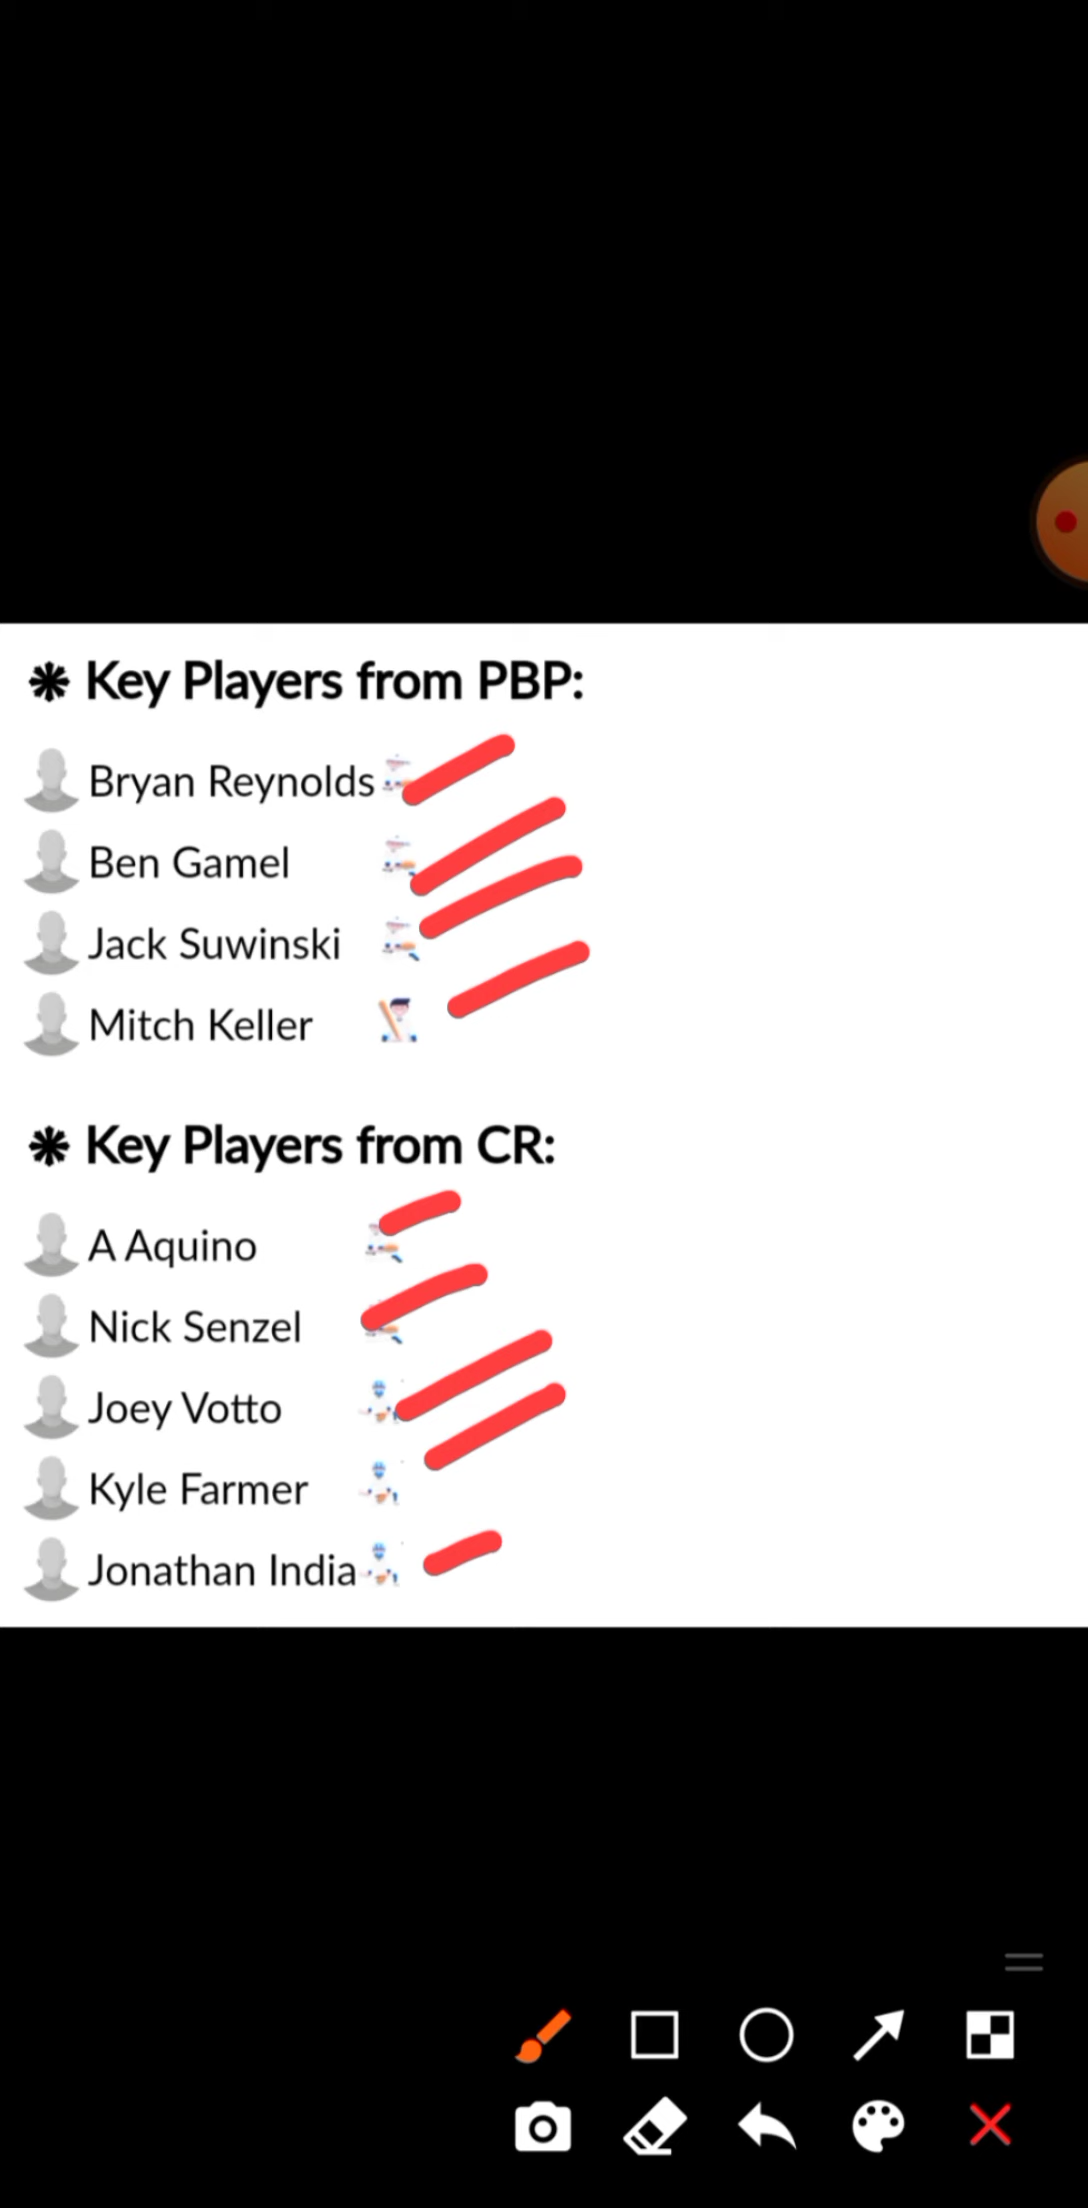 ✻ Key Players from PBP:
Bryan Reynolds
Ben Gamel
Jack Suwinski
Mitch Keller
✻ Key Players from CR:
A Aquino
Nick Senzel
Joey Votto
Kyle Farmer
Jonathan India